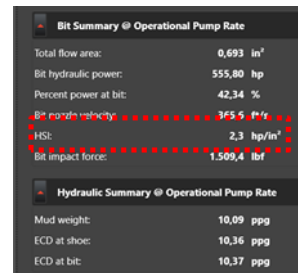 Bit Summary @ Operational Pump Rate
Total flow area: 0,693 in²
Bit hydraulic power: 555,80 hp
Percent power at bit: 42,34 %
Bit nozzle velocity: 365,6 ft/s
HSI: 2,3 hp/in²
Bit impact force: 1.509,4 lbf
Hydraulic Summary @ Operational Pump Rate
Mud weight: 10,09 ppg
ECD at shoe: 10,36 ppg
ECD at bit: 10,37 ppg